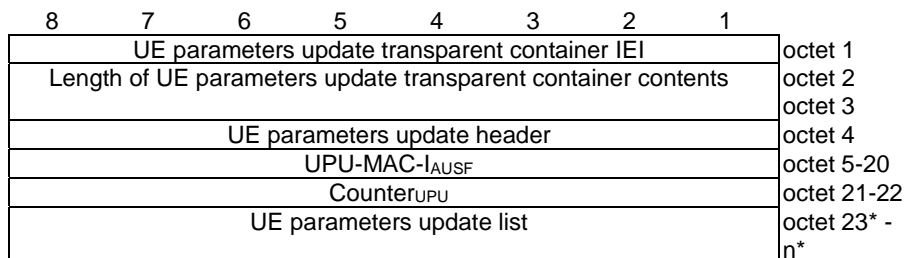 8 7 6 5 4 3 2 1
UE parameters update transparent container IEI octet 1
Length of UE parameters update transparent container contents octet 2
octet 3
UE parameters update header octet 4
UPU-MAC-IAUSF octet 5-20
CounterUPU octet 21-22
UE parameters update list octet 23* -
n*